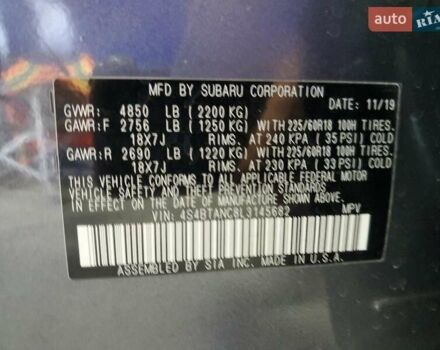 AUTO
RIA
MFD BY SUBARU CORPORATION
GVWR: 4850 LB (2200 KG) DATE: 11/19
GAWR:F 2756 LB (1250 KG) WITH 225/60R18 100H TIRES.
18X7J RIMS. AT 240 KPA (35 PSI) COLD
GAWR:R 2690 LB (1220 KG) WITH 225/60R18 100H TIRES.
18X7J RIMS. AT 230 KPA (33 PSI) COLD
THIS VEHICLE CONFORMS TO ALL APPLICABLE FEDERAL MOTOR
VEHICLE SAFETY, BUMPER, AND THEFT PREVENTION STANDARDS
IN EFFECT ON THE DATE OF MANUFACTURE SHOWN ABOVE.
VIN: 4S4BTANC9L3145682 MPV
ASSEMBLED BY SIA INC. IN U.S.A.